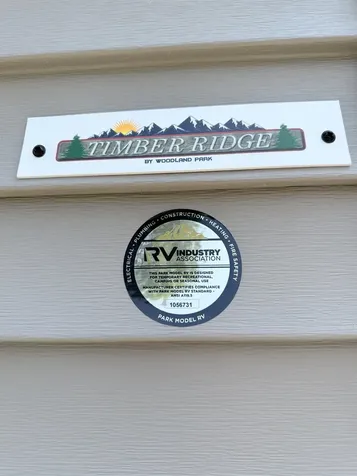 TIMBER RIDGE
BY WOODLAND PARK
ELECTRICAL • PLUMBING • CONSTRUCTION • HEATING • FIRE SAFETY
RV INDUSTRY
ASSOCIATION
THIS PARK MODEL RV IS DESIGNED
FOR TEMPORARY RECREATIONAL,
CAMPING OR SEASONAL USE
MANUFACTURER CERTIFIES COMPLIANCE
WITH PARK MODEL RV STANDARD -
ANSI A119.5
1056731
PARK MODEL RV